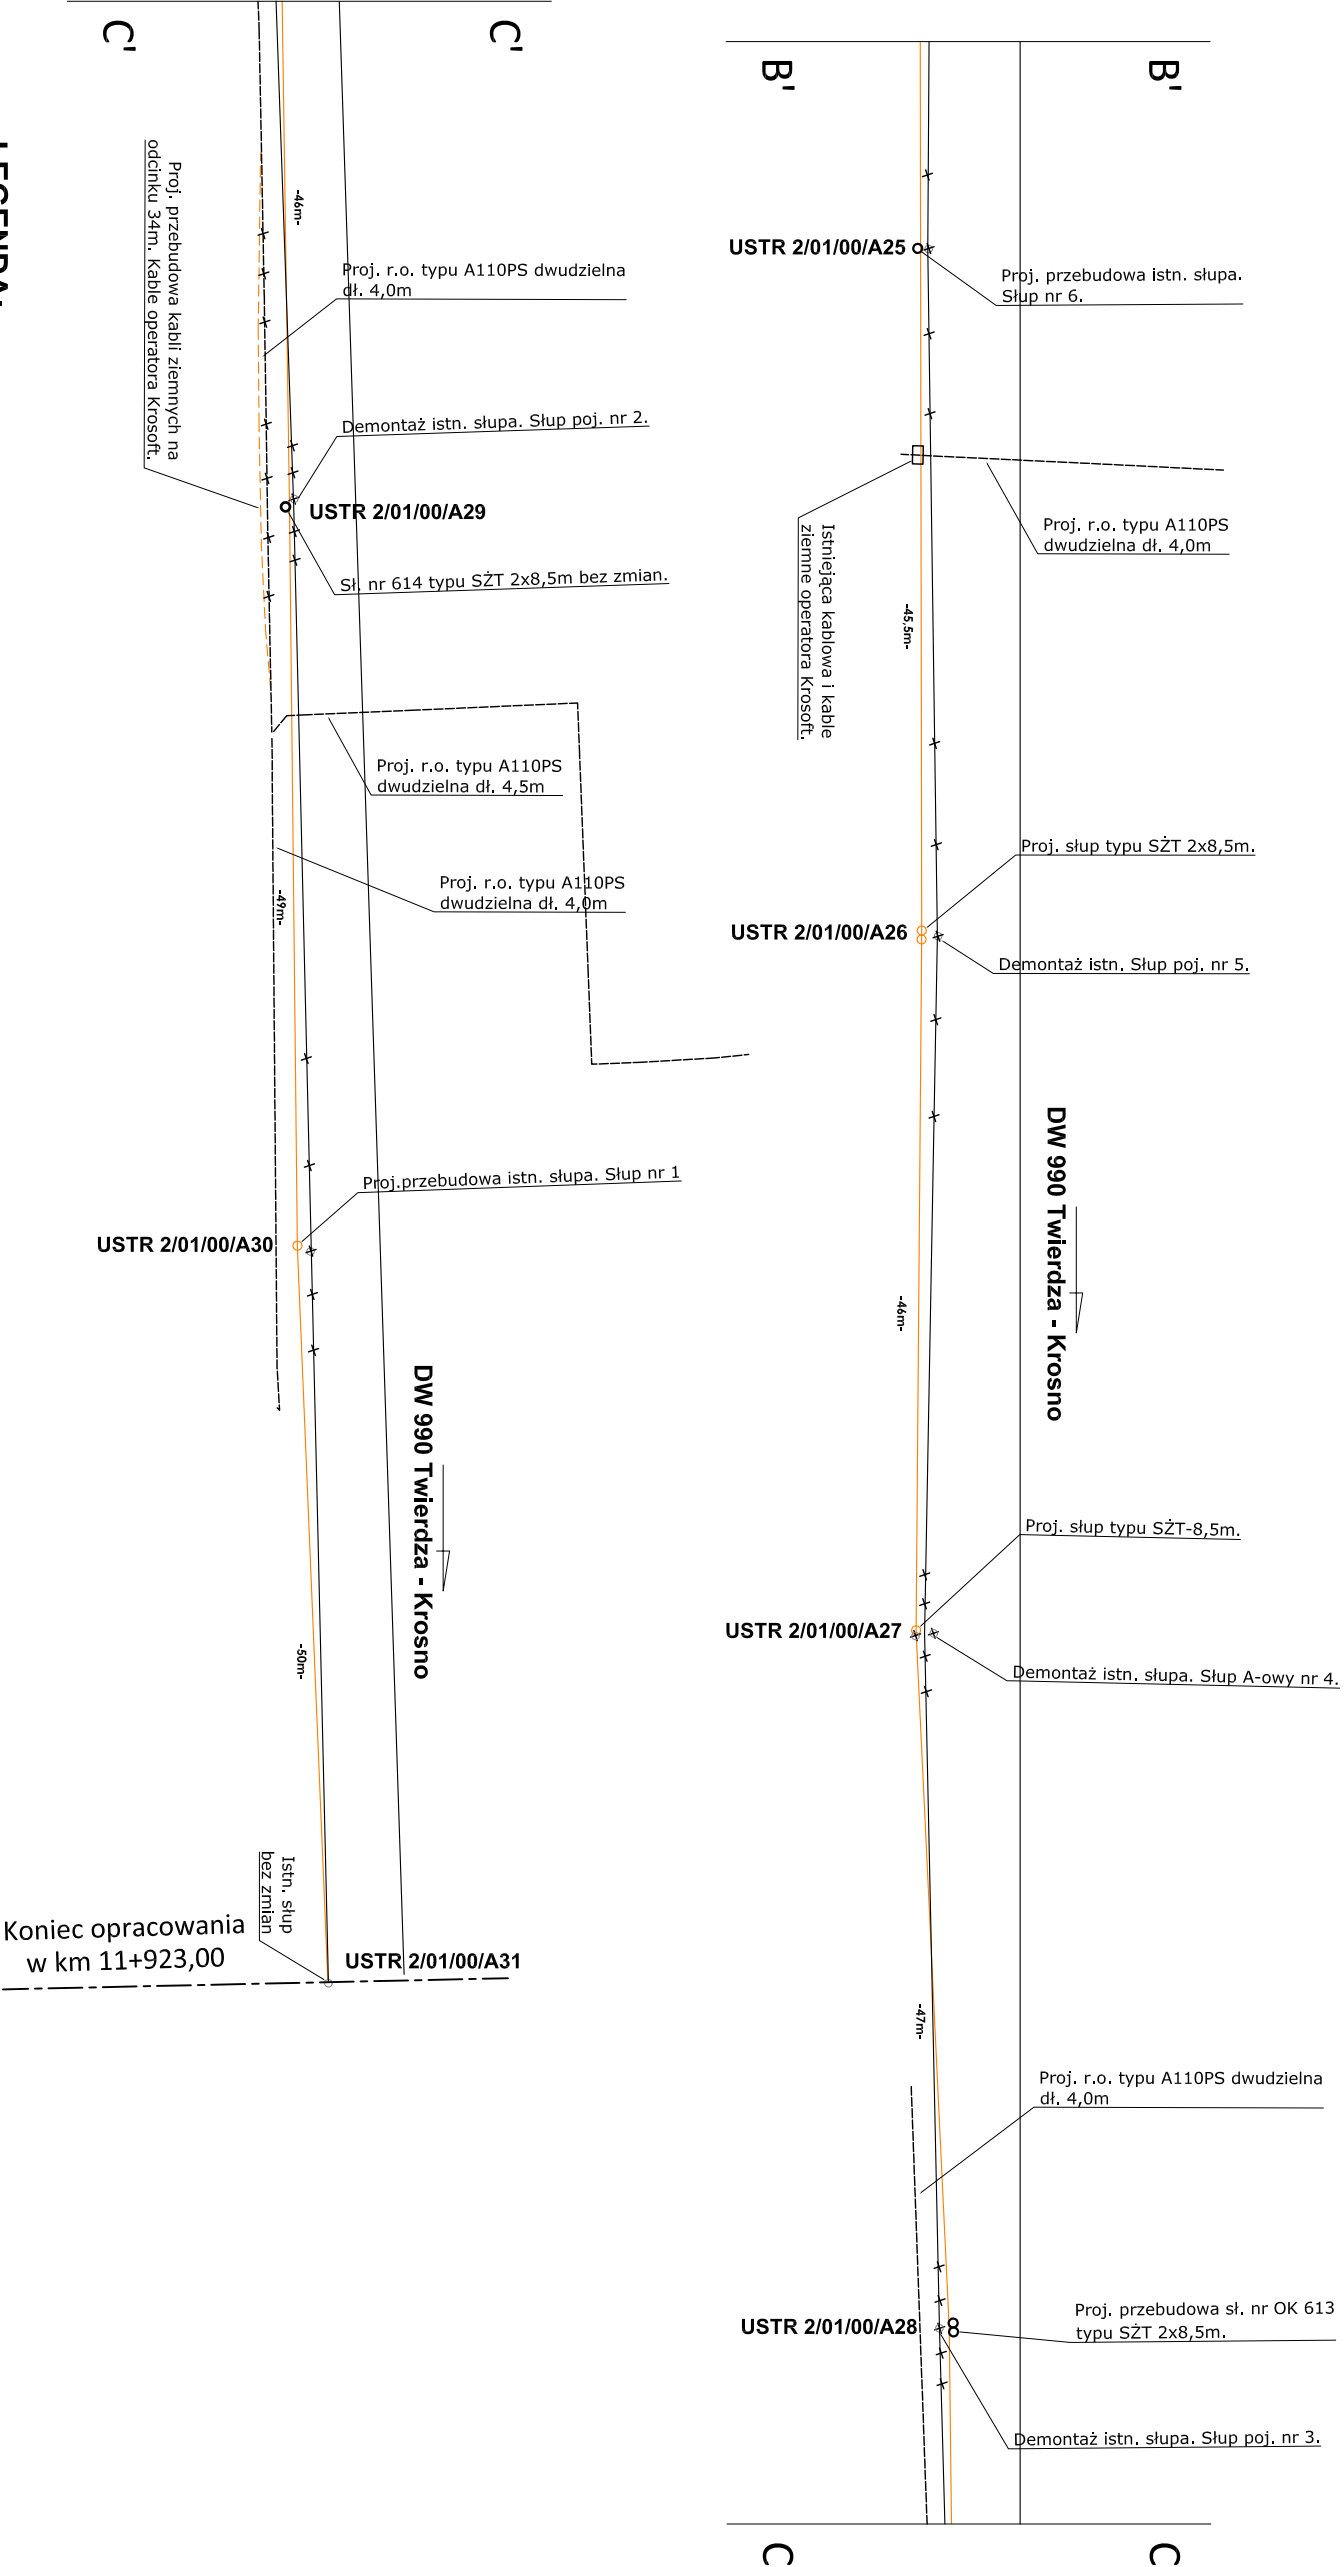 C'
C'
LEGENDA:
Proj. przebudowa kabli ziemnych na
odcinku 34m. Kable operatora Krosoft.
-46m-
Proj. r.o. typu A110PS dwudzielna
dł. 4,0m
Demontaż istn. słupa. Słup poj. nr 2.
USTR 2/01/00/A29
Sł. nr 614 typu SŻT 2x8,5m bez zmian.
Proj. r.o. typu A110PS
dwudzielna dł. 4,5m
Proj. r.o. typu A110PS
dwudzielna dł. 4,0m
-49m-
Proj.przebudowa istn. słupa. Słup nr 1
USTR 2/01/00/A30
DW 990 Twierdza - Krosno
-50m-
Istn. słup
bez zmian
Koniec opracowania
w km 11+923,00
USTR 2/01/00/A31
B'
B'
USTR 2/01/00/A25
Proj. przebudowa istn. słupa.
Słup nr 6.
Proj. r.o. typu A110PS
dwudzielna dł. 4,0m
Istniejąca kablowa i kable
ziemne operatora Krosoft.
-45,5m-
Proj. słup typu SŻT 2x8,5m.
USTR 2/01/00/A26
Demontaż istn. Słup poj. nr 5.
DW 990 Twierdza - Krosno
-46m-
Proj. słup typu SŻT-8,5m.
USTR 2/01/00/A27
Demontaż istn. słupa. Słup A-owy nr 4.
-47m-
Proj. r.o. typu A110PS dwudzielna
dł. 4,0m
Proj. przebudowa sł. nr OK 613
typu SŻT 2x8,5m.
USTR 2/01/00/A28
Demontaż istn. słupa. Słup poj. nr 3.
C
C